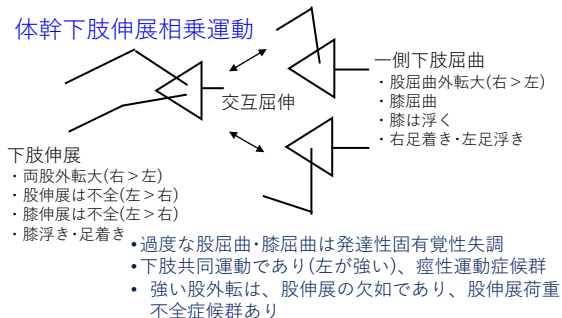 体幹下肢伸展相乗運動
一側下肢屈曲
・股屈曲外転大(右＞左)
・膝屈曲
・膝は浮く
・右足着き・左足浮き
交互屈伸
下肢伸展
・両股外転大(右＞左)
・股伸展は不全(左＞右)
・膝伸展は不全(左＞右)
・膝浮き・足着き
•過度な股屈曲・膝屈曲は発達性固有覚性失調
•下肢共同運動であり(左が強い)、痙性運動症候群
• 強い股外転は、股伸展の欠如であり、股伸展荷重
不全症候群あり